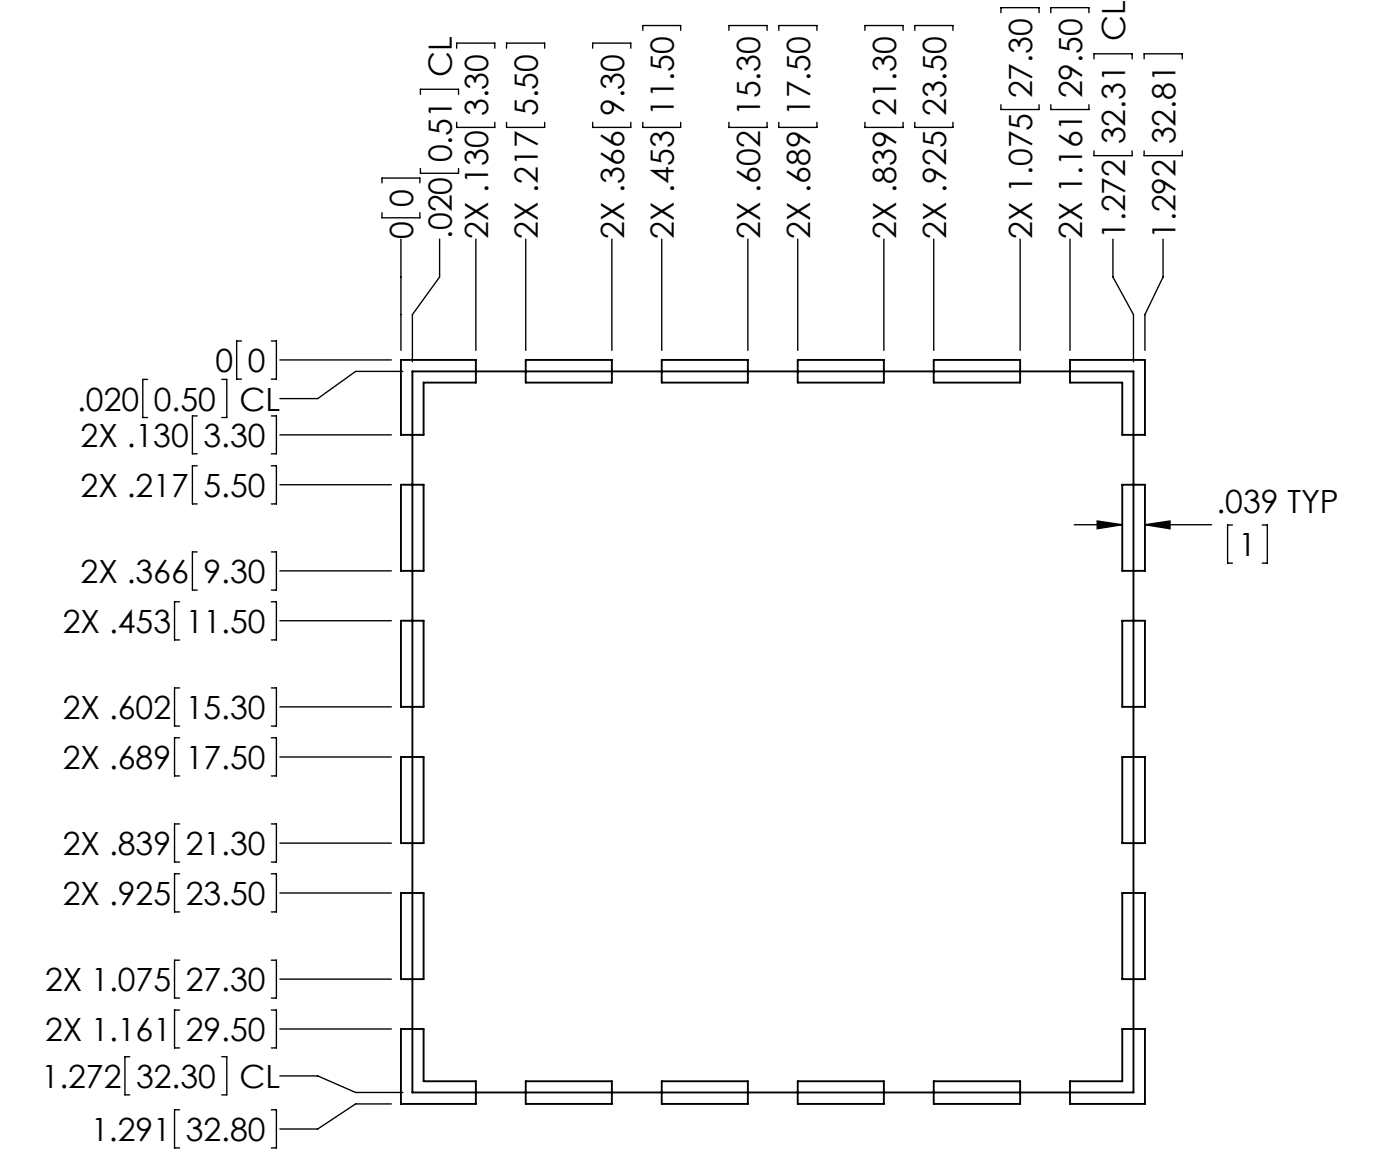 0[0]
.020[0.51] CL
2X .130[3.30]
2X .217[5.50]
2X .366[9.30]
2X .453[11.50]
2X .602[15.30]
2X .689[17.50]
2X .839[21.30]
2X .925[23.50]
2X 1.075[27.30]
2X 1.161[29.50]
1.272[32.31] CL
1.292[32.81]
0[0]
.020[0.50] CL
2X .130[3.30]
2X .217[5.50]
2X .366[9.30]
2X .453[11.50]
2X .602[15.30]
2X .689[17.50]
2X .839[21.30]
2X .925[23.50]
2X 1.075[27.30]
2X 1.161[29.50]
1.272[32.30] CL
1.291[32.80]
.039 TYP
[1]